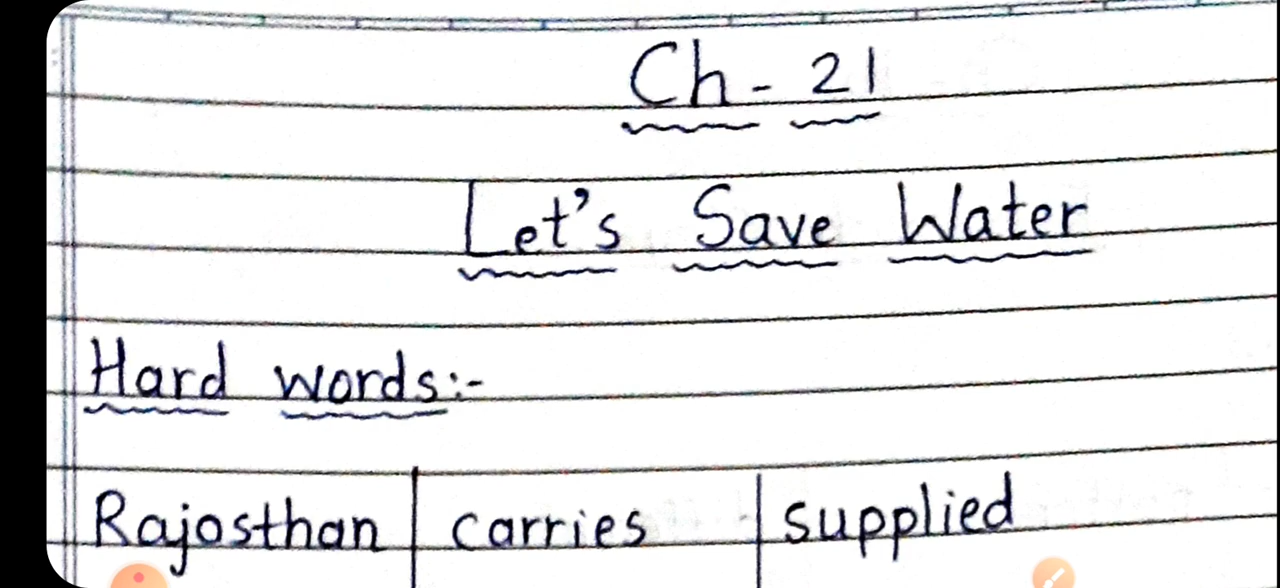 Ch - 21
Let's Save Water
Hard words:-
Rajosthan | carries | supplied